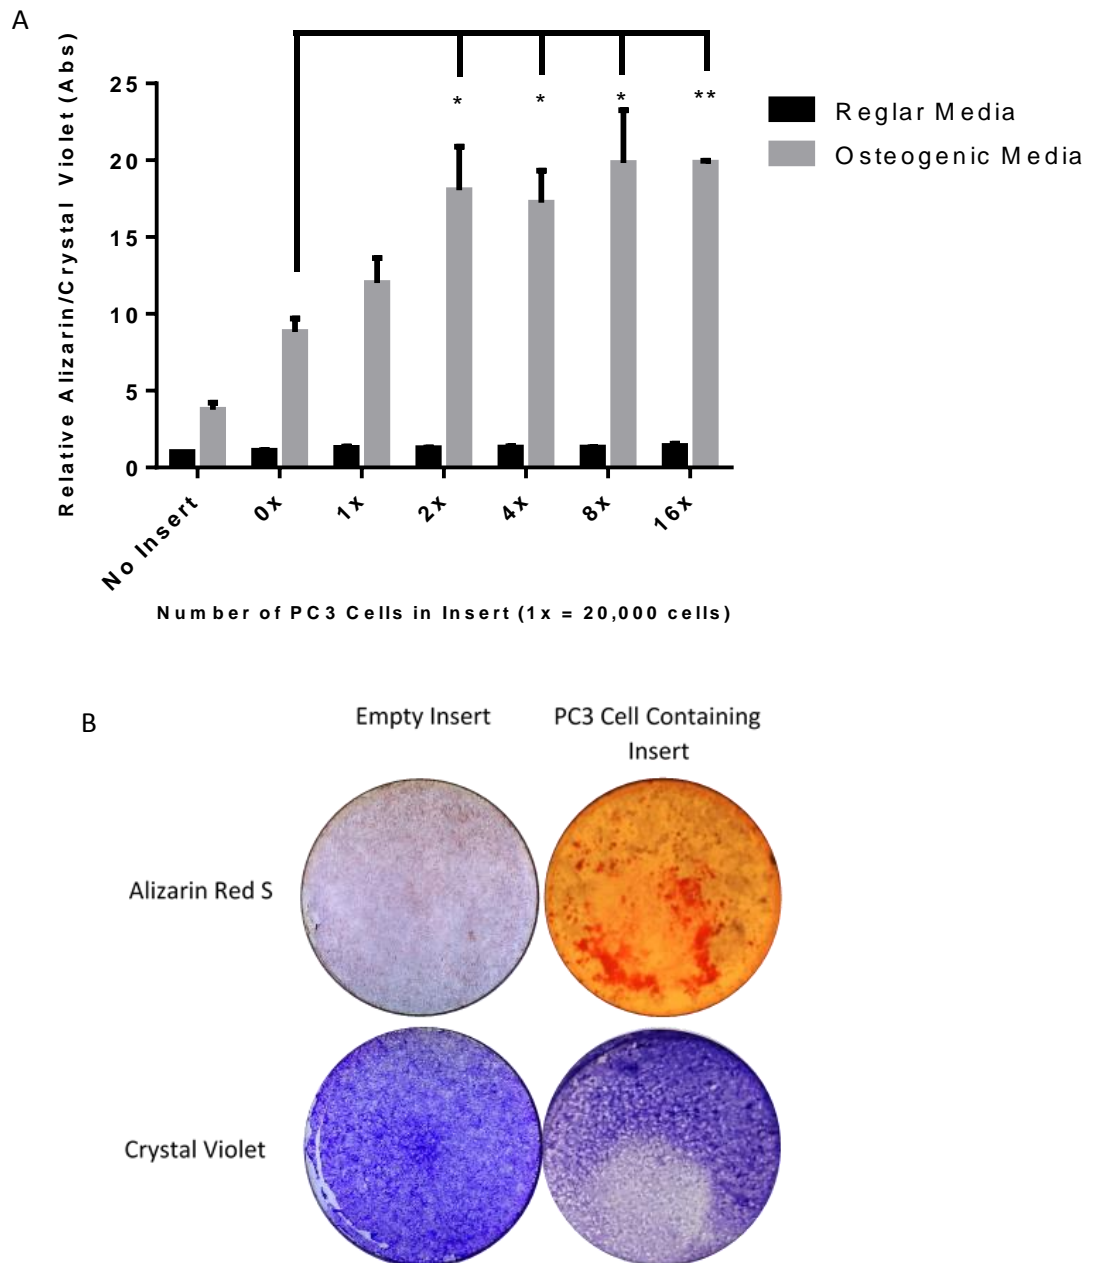 A
Relative Alizarin/Crystal Violet (Abs)
25
20
15
10
5
0
*
*
*
**
Reglar Media
Osteogenic Media
No Insert
0x
1x
2x
4x
8x
16x
Number of PC3 Cells in Insert (1x = 20,000 cells)
B
Empty Insert
PC3 Cell Containing
Insert
Alizarin Red S
Crystal Violet